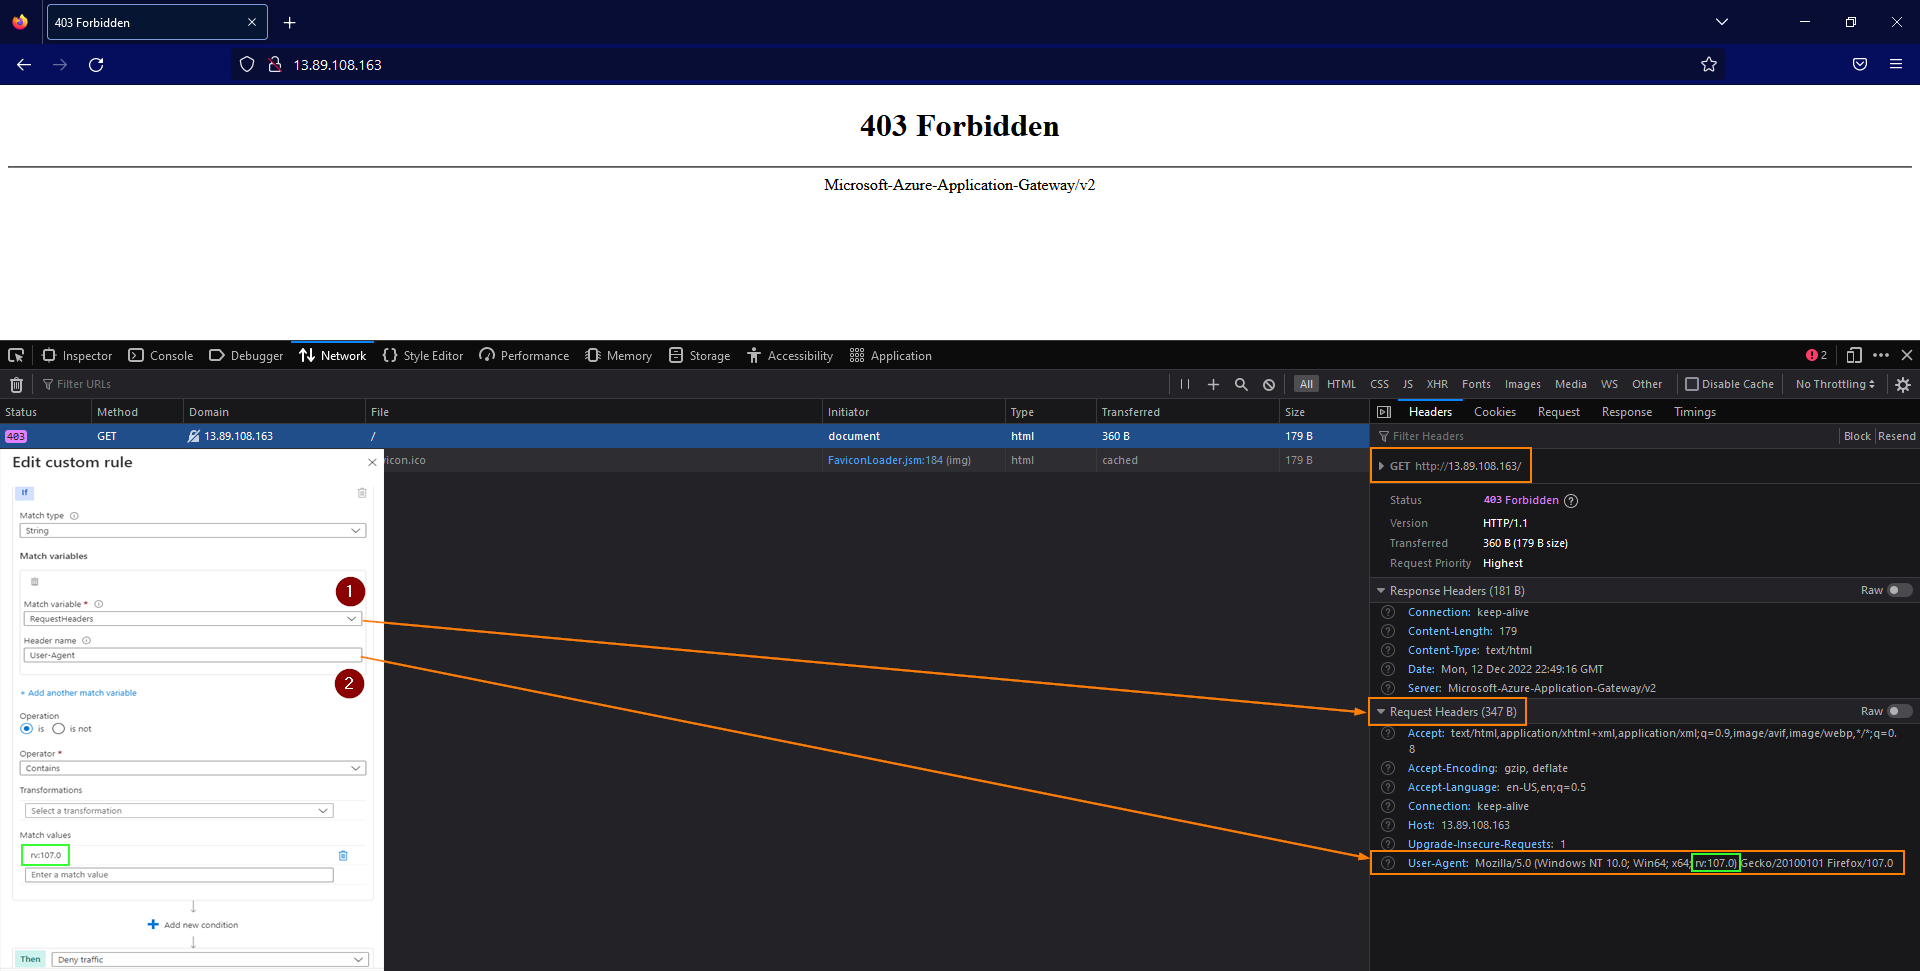 403 Forbidden
13.89.108.163
403 Forbidden
Microsoft-Azure-Application-Gateway/v2
Inspector Console Debugger Network Style Editor Performance Memory Storage Accessibility Application 2
Filter URLs All HTML CSS JS XHR Fonts Images Media WS Other Disable Cache No Throttling
Status Method Domain File Initiator Type Transferred Size
403 GET 13.89.108.163 / document html 360 B 179 B
vicon.ico FaviconLoader.jsm:184 (img) html cached 179 B
Edit custom rule
If
Match type
String
Match variables
1
Match variable *
RequestHeaders
Header name
User-Agent
2
+ Add another match variable
Operation
is is not
Operator *
Contains
Transformations
Select a transformation
Match values
rv:107.0
Enter a match value
Add new condition
Then Deny traffic
Headers Cookies Request Response Timings
Filter Headers Block Resend
GET http://13.89.108.163/
Status 403 Forbidden
Version HTTP/1.1
Transferred 360 B (179 B size)
Request Priority Highest
Response Headers (181 B) Raw
Connection: keep-alive
Content-Length: 179
Content-Type: text/html
Date: Mon, 12 Dec 2022 22:49:16 GMT
Server: Microsoft-Azure-Application-Gateway/v2
Request Headers (347 B) Raw
Accept: text/html,application/xhtml+xml,application/xml;q=0.9,image/avif,image/webp,*/*;q=0.
8
Accept-Encoding: gzip, deflate
Accept-Language: en-US,en;q=0.5
Connection: keep-alive
Host: 13.89.108.163
Upgrade-Insecure-Requests: 1
User-Agent: Mozilla/5.0 (Windows NT 10.0; Win64; x64; rv:107.0) Gecko/20100101 Firefox/107.0